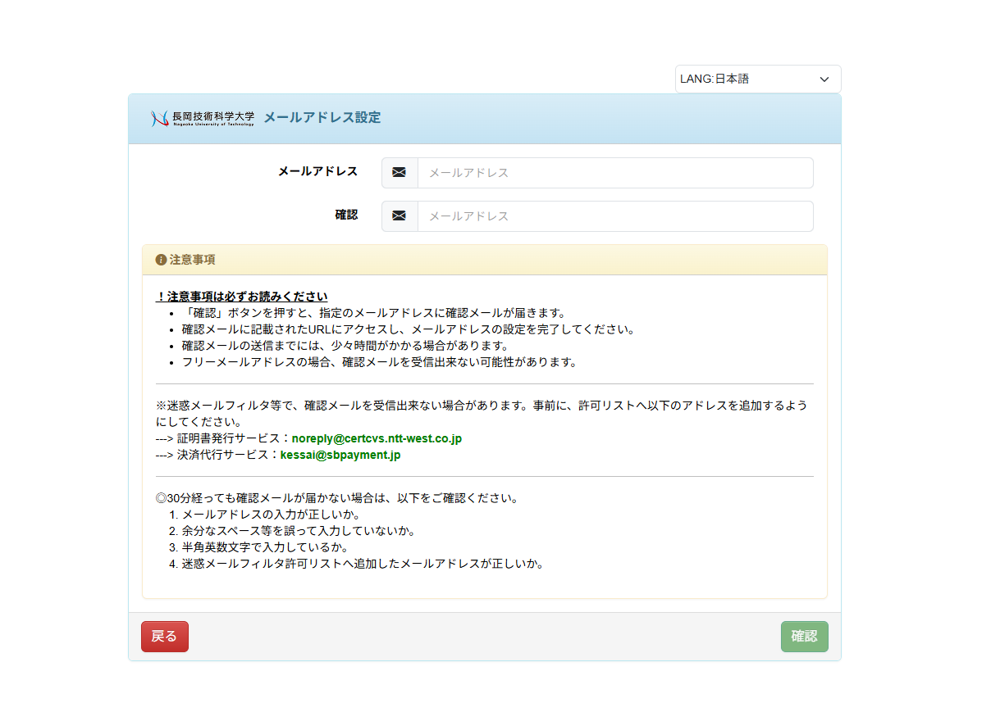 LANG:日本語
長岡技術科学大学
Nagaoka University of Technology
メールアドレス設定
メールアドレス
メールアドレス
確認
メールアドレス
注意事項
！注意事項は必ずお読みください
• 「確認」ボタンを押すと、指定のメールアドレスに確認メールが届きます。
• 確認メールに記載されたURLにアクセスし、メールアドレスの設定を完了してください。
• 確認メールの送信までには、少々時間がかかる場合があります。
• フリーメールアドレスの場合、確認メールを受信出来ない可能性があります。
※迷惑メールフィルタ等で、確認メールを受信出来ない場合があります。事前に、許可リストへ以下のアドレスを追加するよう
にしてください。
---> 証明書発行サービス：noreply@certcvs.ntt-west.co.jp
---> 決済代行サービス：kessai@sbpayment.jp
◎30分経っても確認メールが届かない場合は、以下をご確認ください。
1. メールアドレスの入力が正しいか。
2. 余分なスペース等を誤って入力していないか。
3. 半角英数文字で入力しているか。
4. 迷惑メールフィルタ許可リストへ追加したメールアドレスが正しいか。
戻る
確認